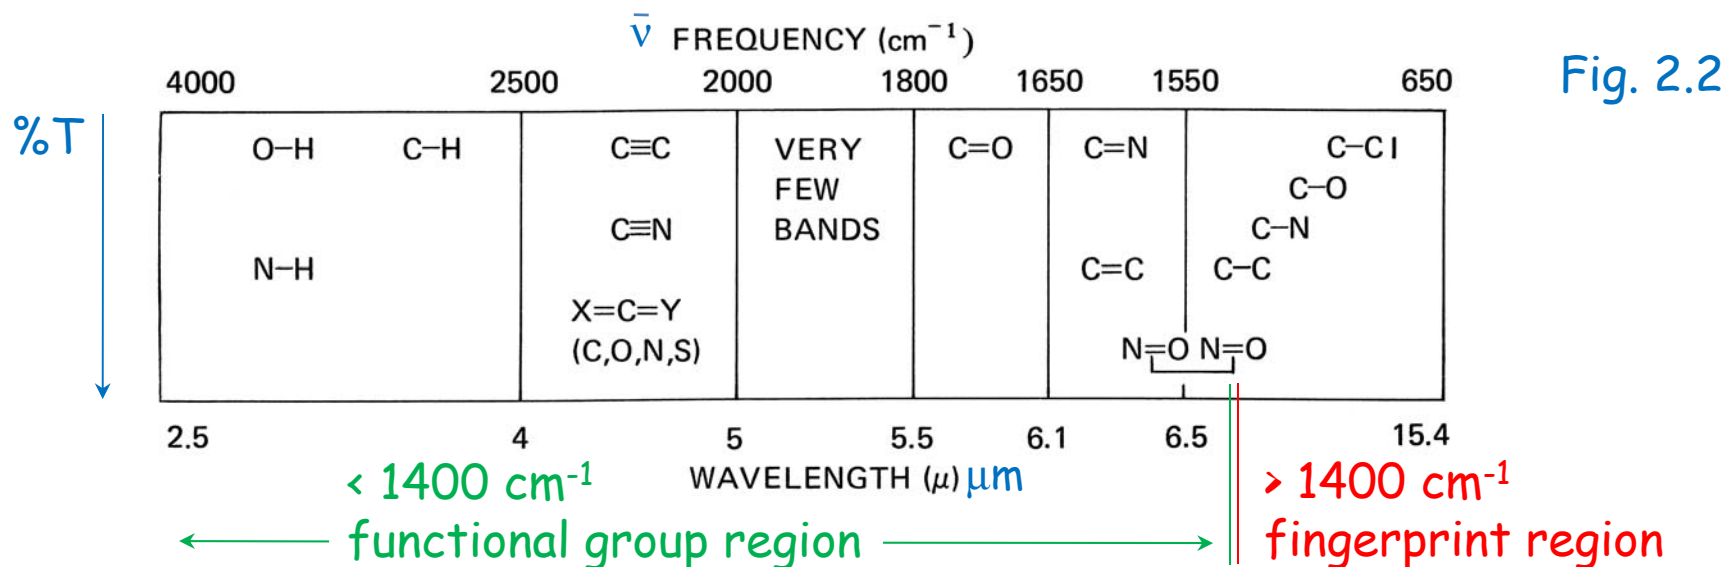 ν̄ FREQUENCY (cm⁻¹)
4000 2500 2000 1800 1650 1550 650
Fig. 2.2
%T
O–H C–H C≡C VERY C=O C=N C–Cl
FEW C–O
C≡N BANDS C–N
N–H C=C C–C
X=C=Y
(C,O,N,S) N=O N=O
2.5 4 5 5.5 6.1 6.5 15.4
WAVELENGTH (μ) μm
< 1400 cm⁻¹ > 1400 cm⁻¹
functional group region fingerprint region